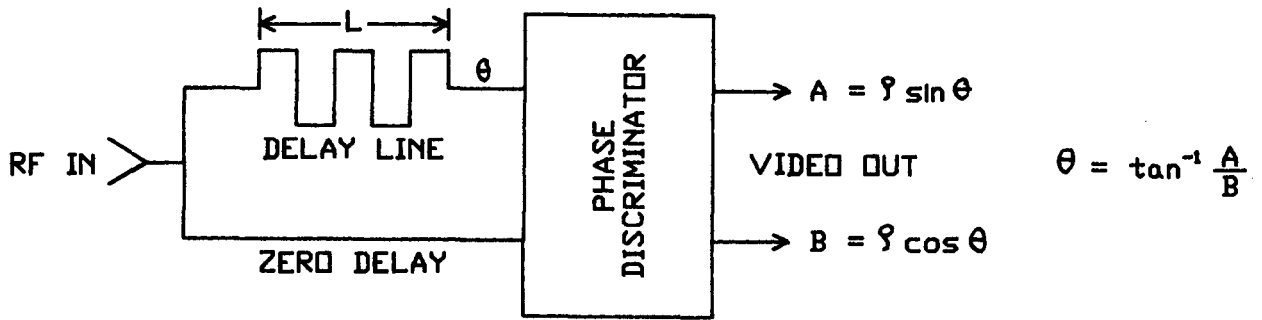 L
θ
DELAY LINE
RF IN
ZERO DELAY
PHASE
DISCRIMINATOR
A = ρ sin θ
VIDEO OUT
B = ρ cos θ
θ = tan⁻¹ A/B